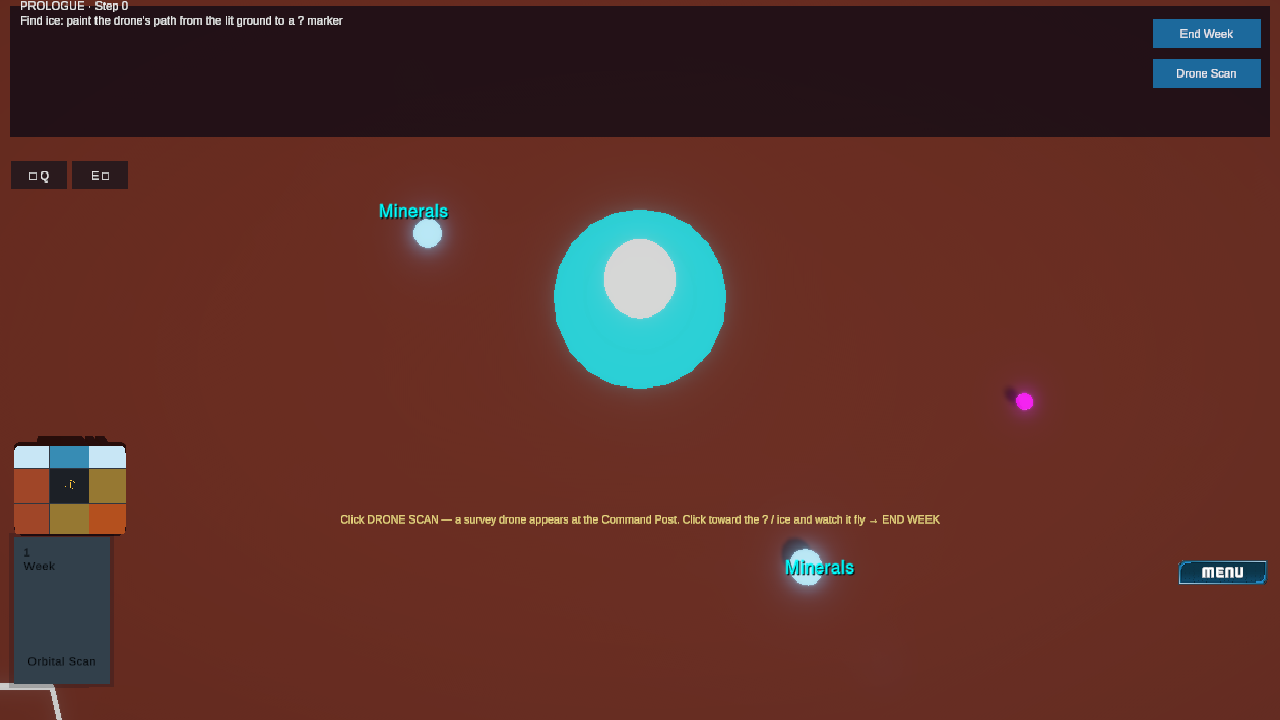 PROLOGUE · Step 0
Find ice: paint the drone's path from the lit ground to a ? marker
End Week
Drone Scan
□ Q
E □
Minerals
Click DRONE SCAN — a survey drone appears at the Command Post. Click toward the ? / ice and watch it fly → END WEEK
1
Week
Minerals
MENU
Orbital Scan